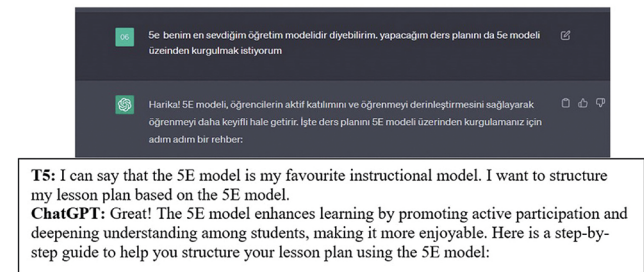 06
5e benim en sevdiğim öğretim modelidir diyebilirim. yapacağım ders planını da 5e modeli
üzeinden kurgulmak istiyorum
Harika! 5E modeli, öğrencilerin aktif katılımını ve öğrenmeyi derinleştirmesini sağlayarak
öğrenmeyi daha keyifli hale getirir. İşte ders planını 5E modeli üzerinden kurgulamanız için
adım adım bir rehber:
T5: I can say that the 5E model is my favourite instructional model. I want to structure
my lesson plan based on the 5E model.
ChatGPT: Great! The 5E model enhances learning by promoting active participation and
deepening understanding among students, making it more enjoyable. Here is a step-by-
step guide to help you structure your lesson plan using the 5E model: